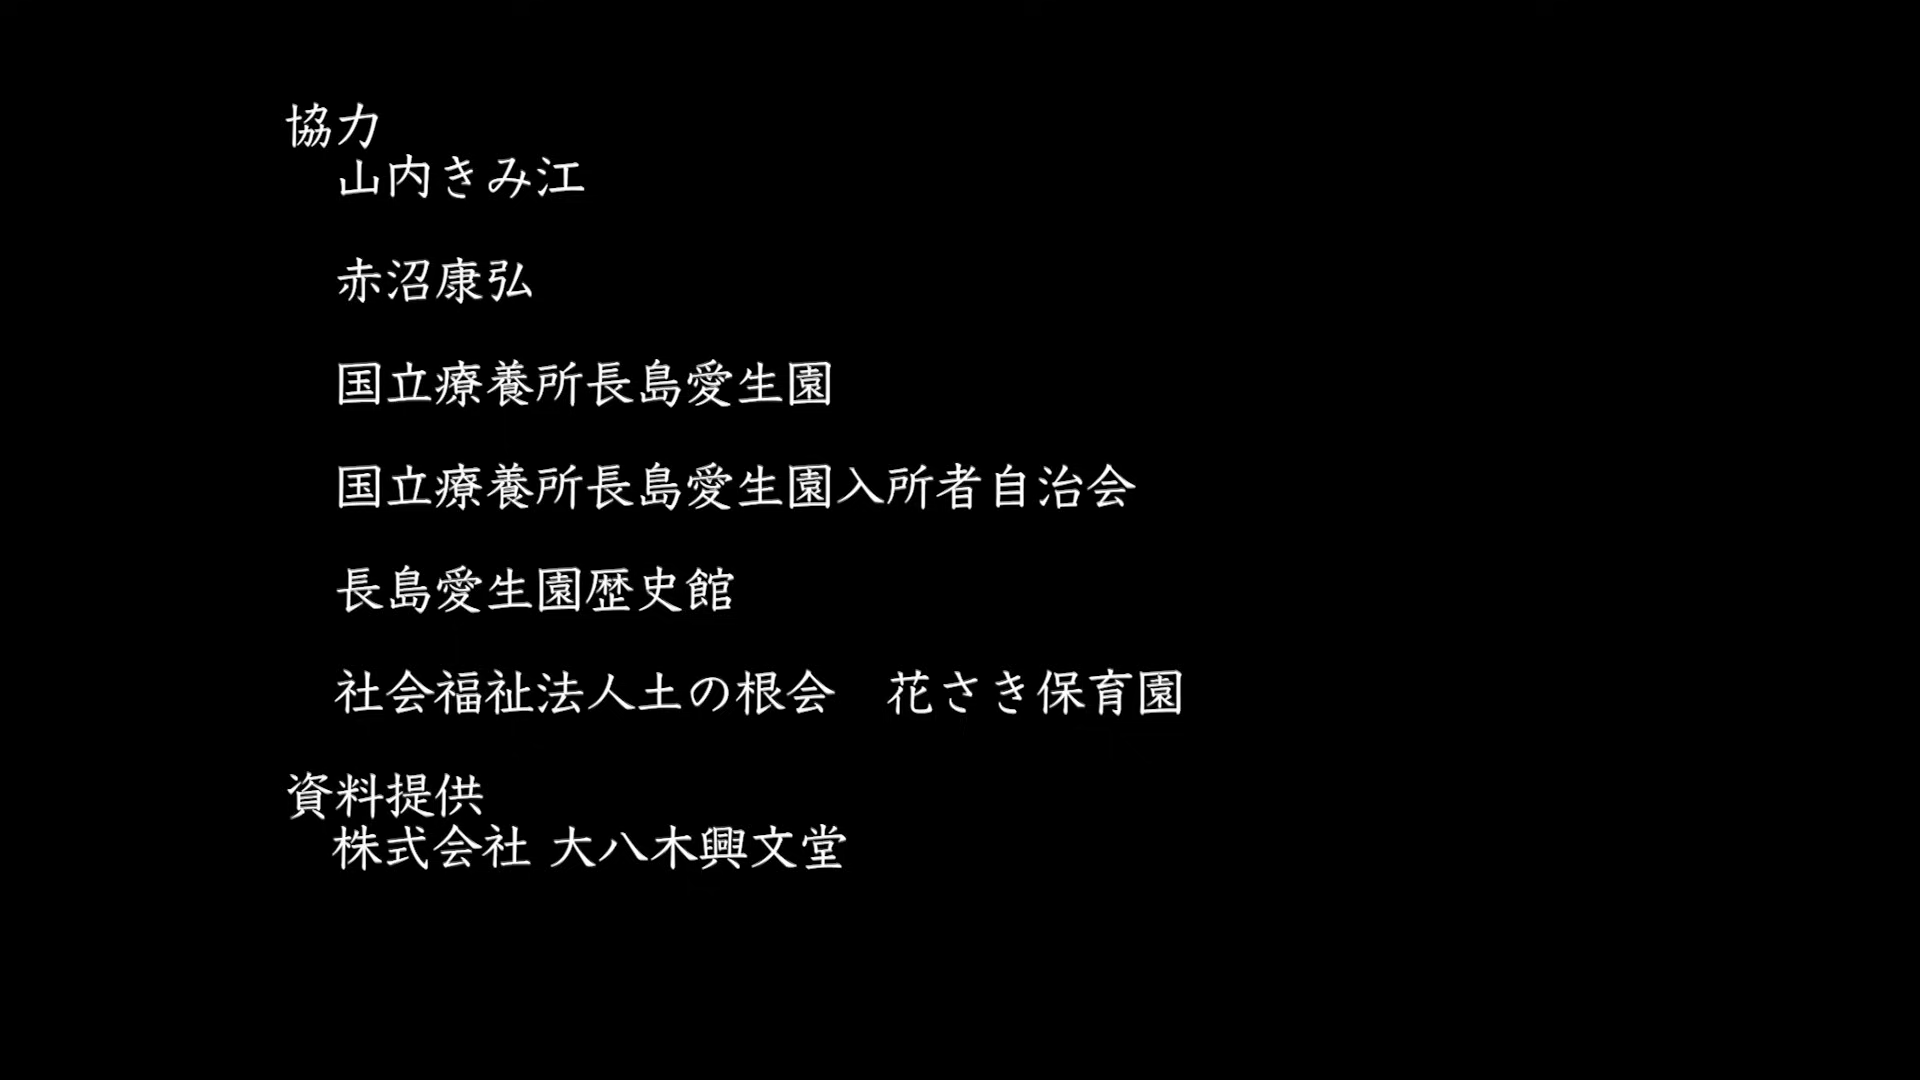 協力
山内きみ江
赤沼康弘
国立療養所長島愛生園
国立療養所長島愛生園入所者自治会
長島愛生園歴史館
社会福祉法人土の根会　花さき保育園
資料提供
株式会社 大八木興文堂